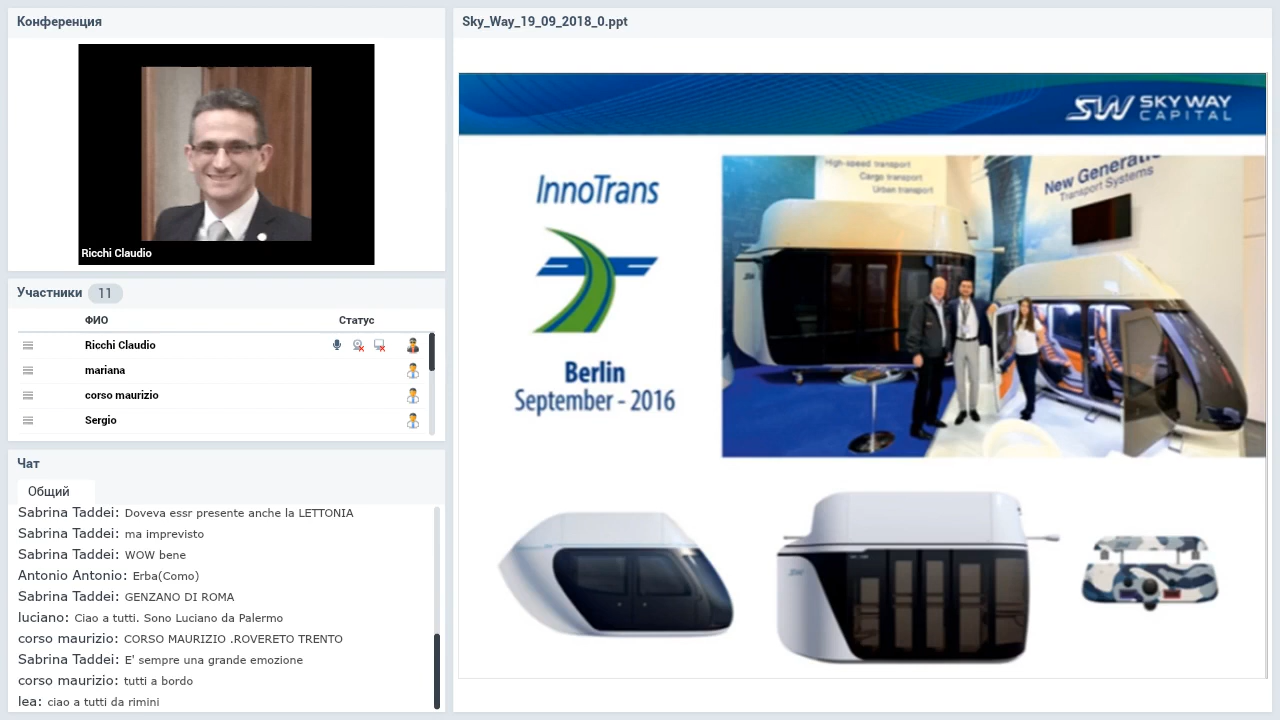 Конференция
Ricchi Claudio
Участники 11
ФИО Статус
Ricchi Claudio
mariana
corso maurizio
Sergio
Чат
Общий
Sabrina Taddei: Doveva essr presente anche la LETTONIA
Sabrina Taddei: ma imprevisto
Sabrina Taddei: WOW bene
Antonio Antonio: Erba(Como)
Sabrina Taddei: GENZANO DI ROMA
luciano: Ciao a tutti. Sono Luciano da Palermo
corso maurizio: CORSO MAURIZIO .ROVERETO TRENTO
Sabrina Taddei: E' sempre una grande emozione
corso maurizio: tutti a bordo
lea: ciao a tutti da rimini
Sky_Way_19_09_2018_0.ppt
SW SKY WAY
CAPITAL
InnoTrans
Berlin
September - 2016
High-speed transport
Cargo transport
Urban transport
New Generation
Transport Systems